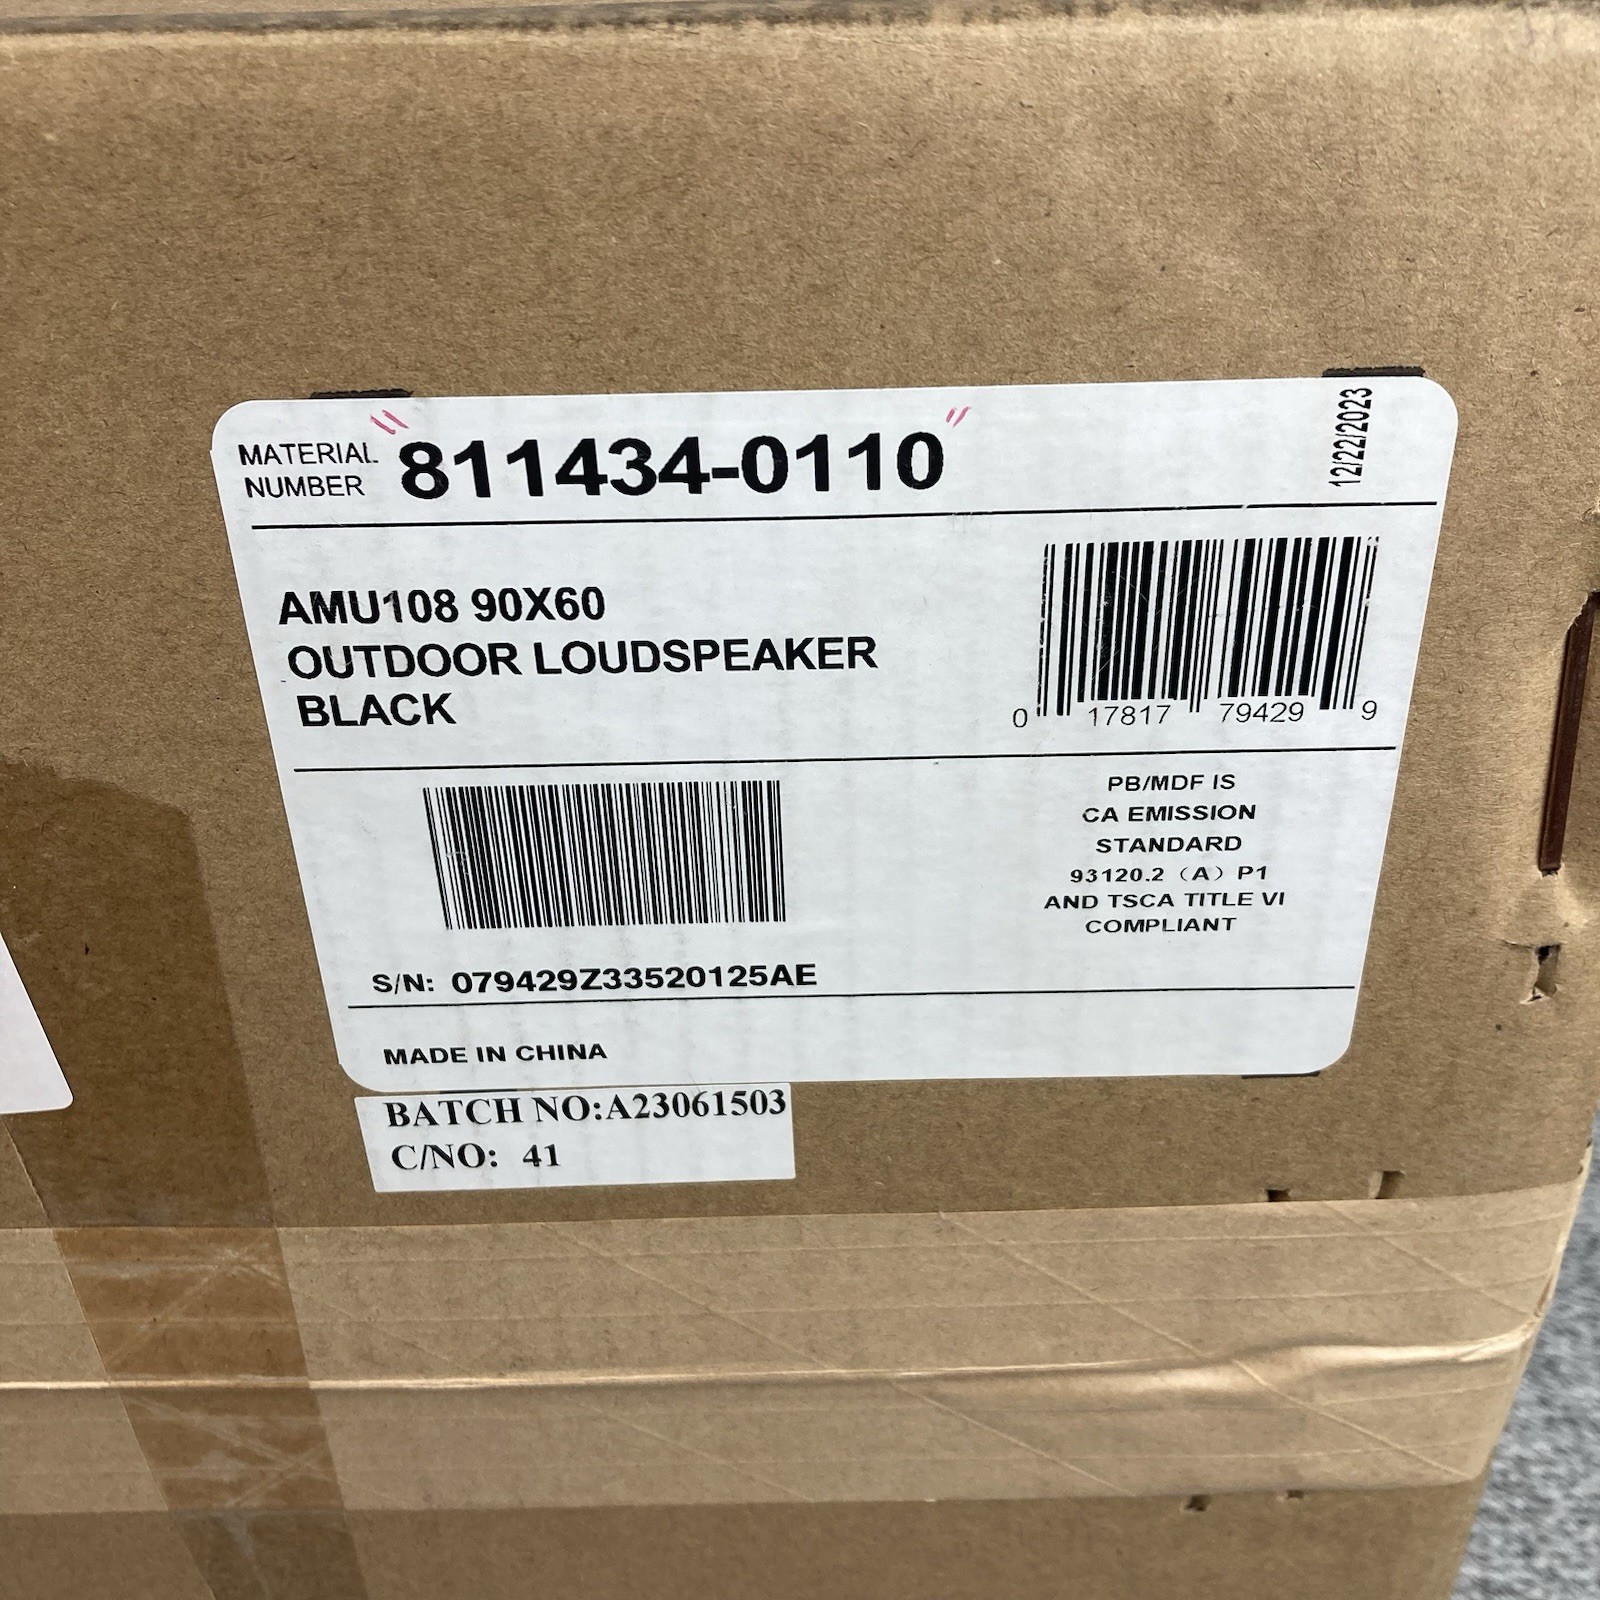 MATERIAL
NUMBER
811434-0110
12/22/2023
AMU108 90X60
OUTDOOR LOUDSPEAKER
BLACK
0 17817 79429 9
PB/MDF IS
CA EMISSION
STANDARD
93120.2 (A) P1
AND TSCA TITLE VI
COMPLIANT
S/N: 079429Z33520125AE
MADE IN CHINA
BATCH NO:A23061503
C/NO: 41